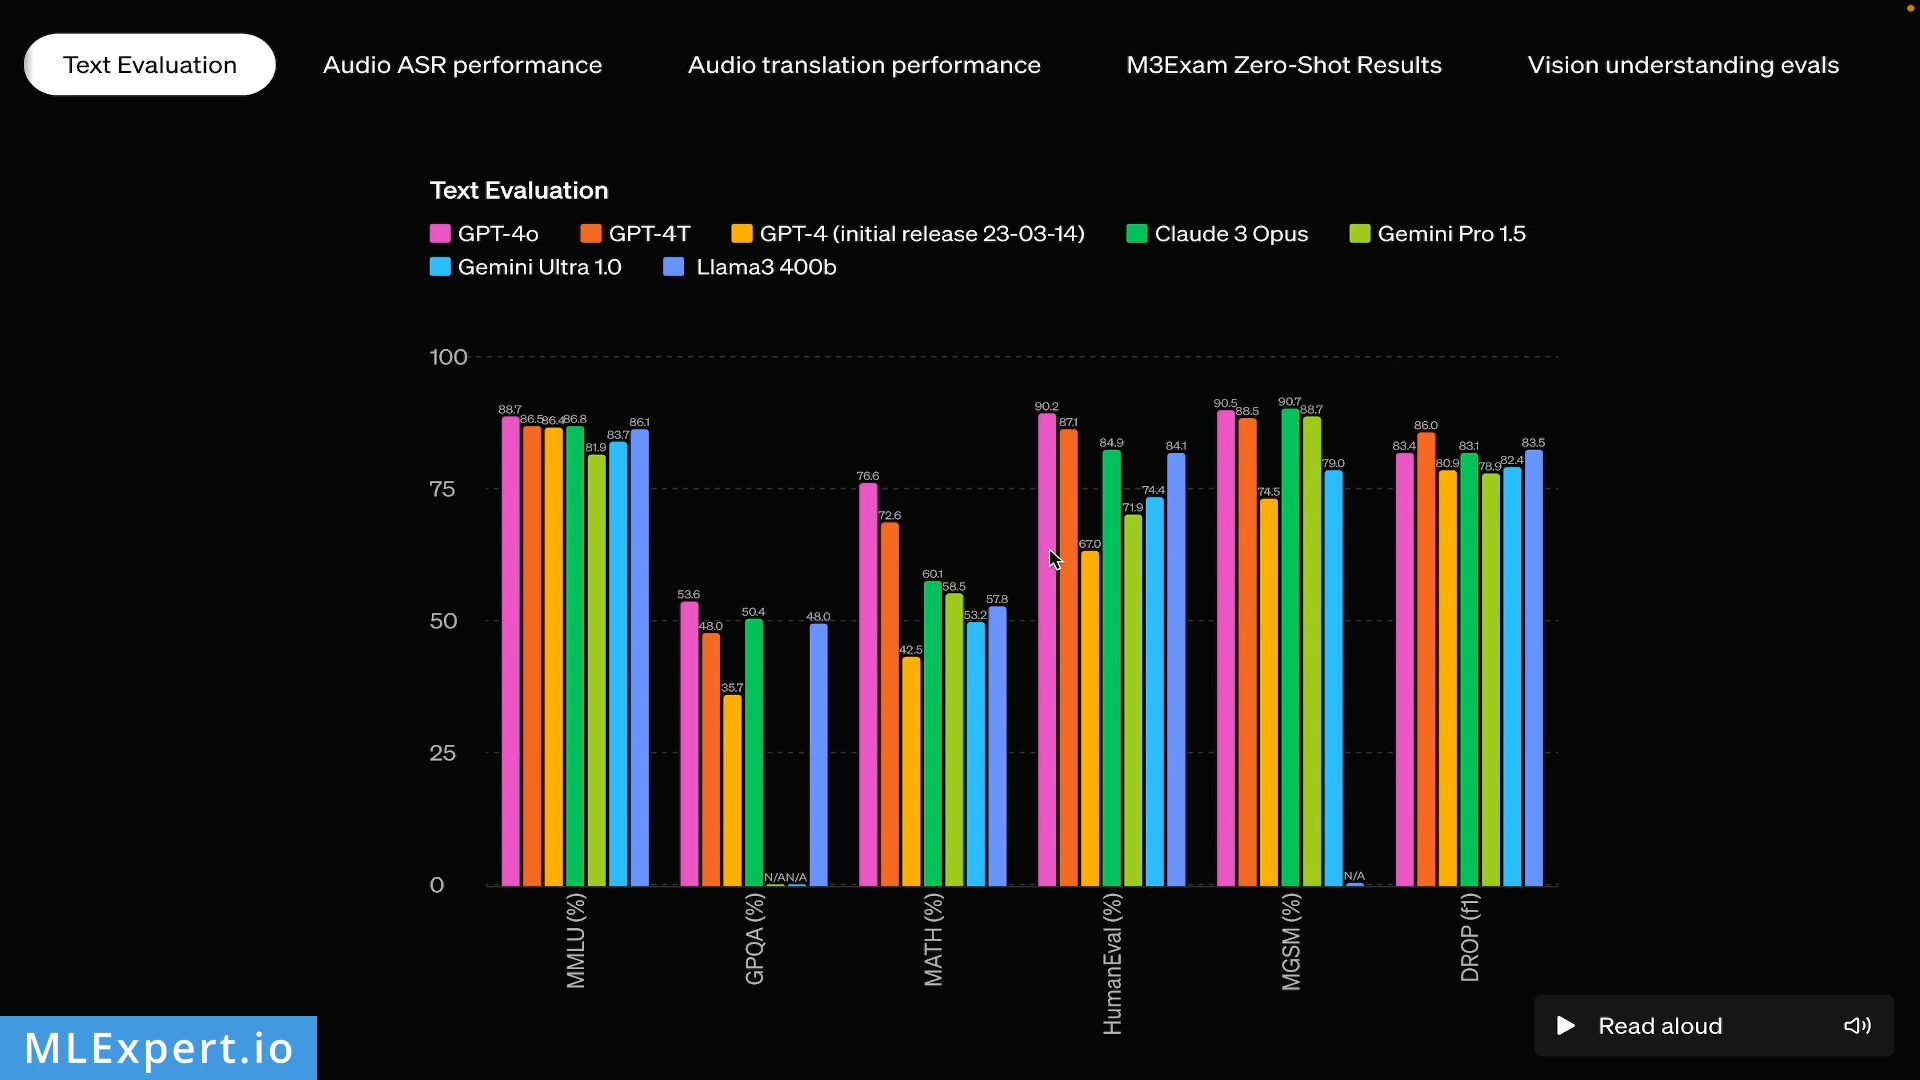 Text Evaluation
Audio ASR performance
Audio translation performance
M3Exam Zero-Shot Results
Vision understanding evals
Text Evaluation
GPT-4o GPT-4T GPT-4 (initial release 23-03-14) Claude 3 Opus Gemini Pro 1.5
Gemini Ultra 1.0 Llama3 400b
100
75
50
25
0
88.7 86.5 86.4 86.8 81.9 83.7 86.1
53.6 48.0 35.7 50.4 N/A N/A 48.0
76.6 72.6 42.5 60.1 58.5 53.2 57.8
90.2 87.1 67.0 84.9 71.9 74.4 84.1
90.5 88.5 74.5 90.7 88.7 79.0 N/A
83.4 86.0 80.9 83.1 78.9 82.4 83.5
MMLU (%)
GPQA (%)
MATH (%)
HumanEval (%)
MGSM (%)
DROP (f1)
Read aloud
MLExpert.io